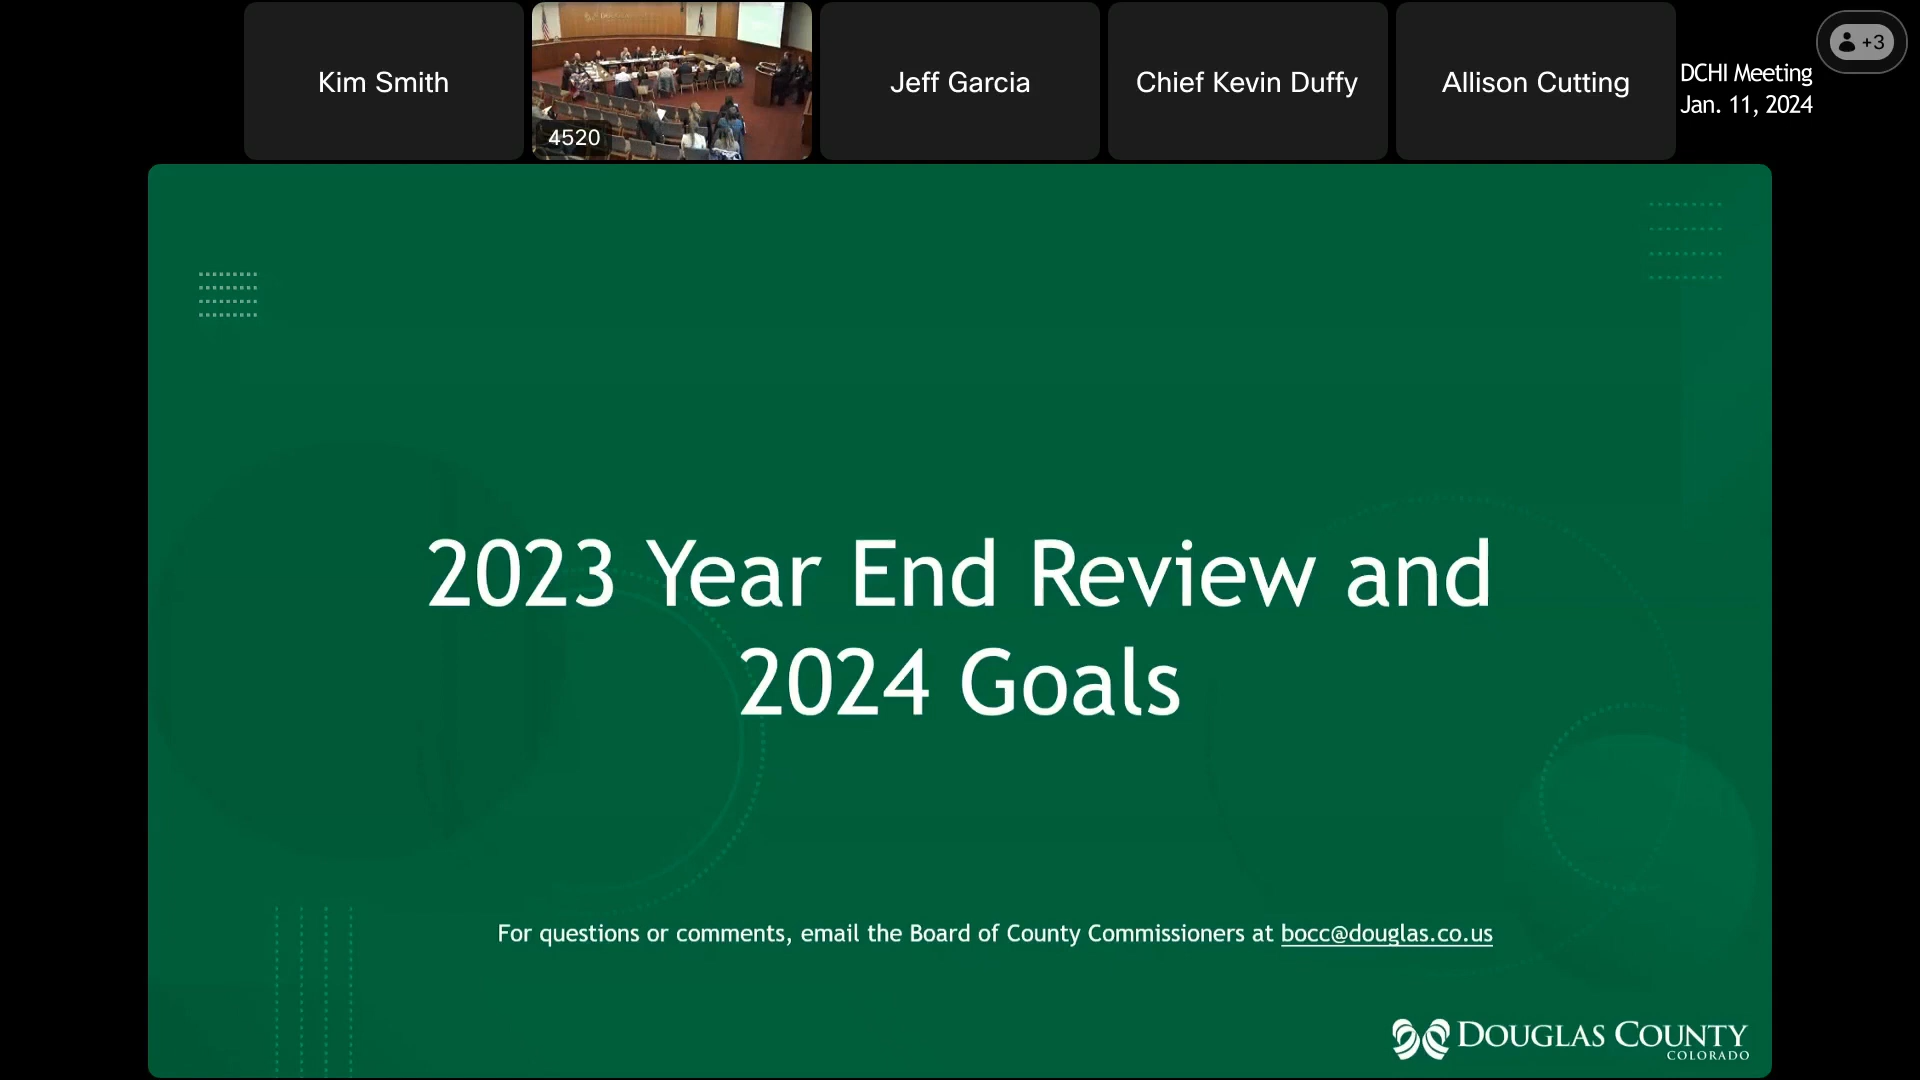 Kim Smith
4520
Jeff Garcia
Chief Kevin Duffy
Allison Cutting
DCHI Meeting
Jan. 11, 2024
+3
2023 Year End Review and
2024 Goals
For questions or comments, email the Board of County Commissioners at bocc@douglas.co.us
DOUGLAS COUNTY
COLORADO